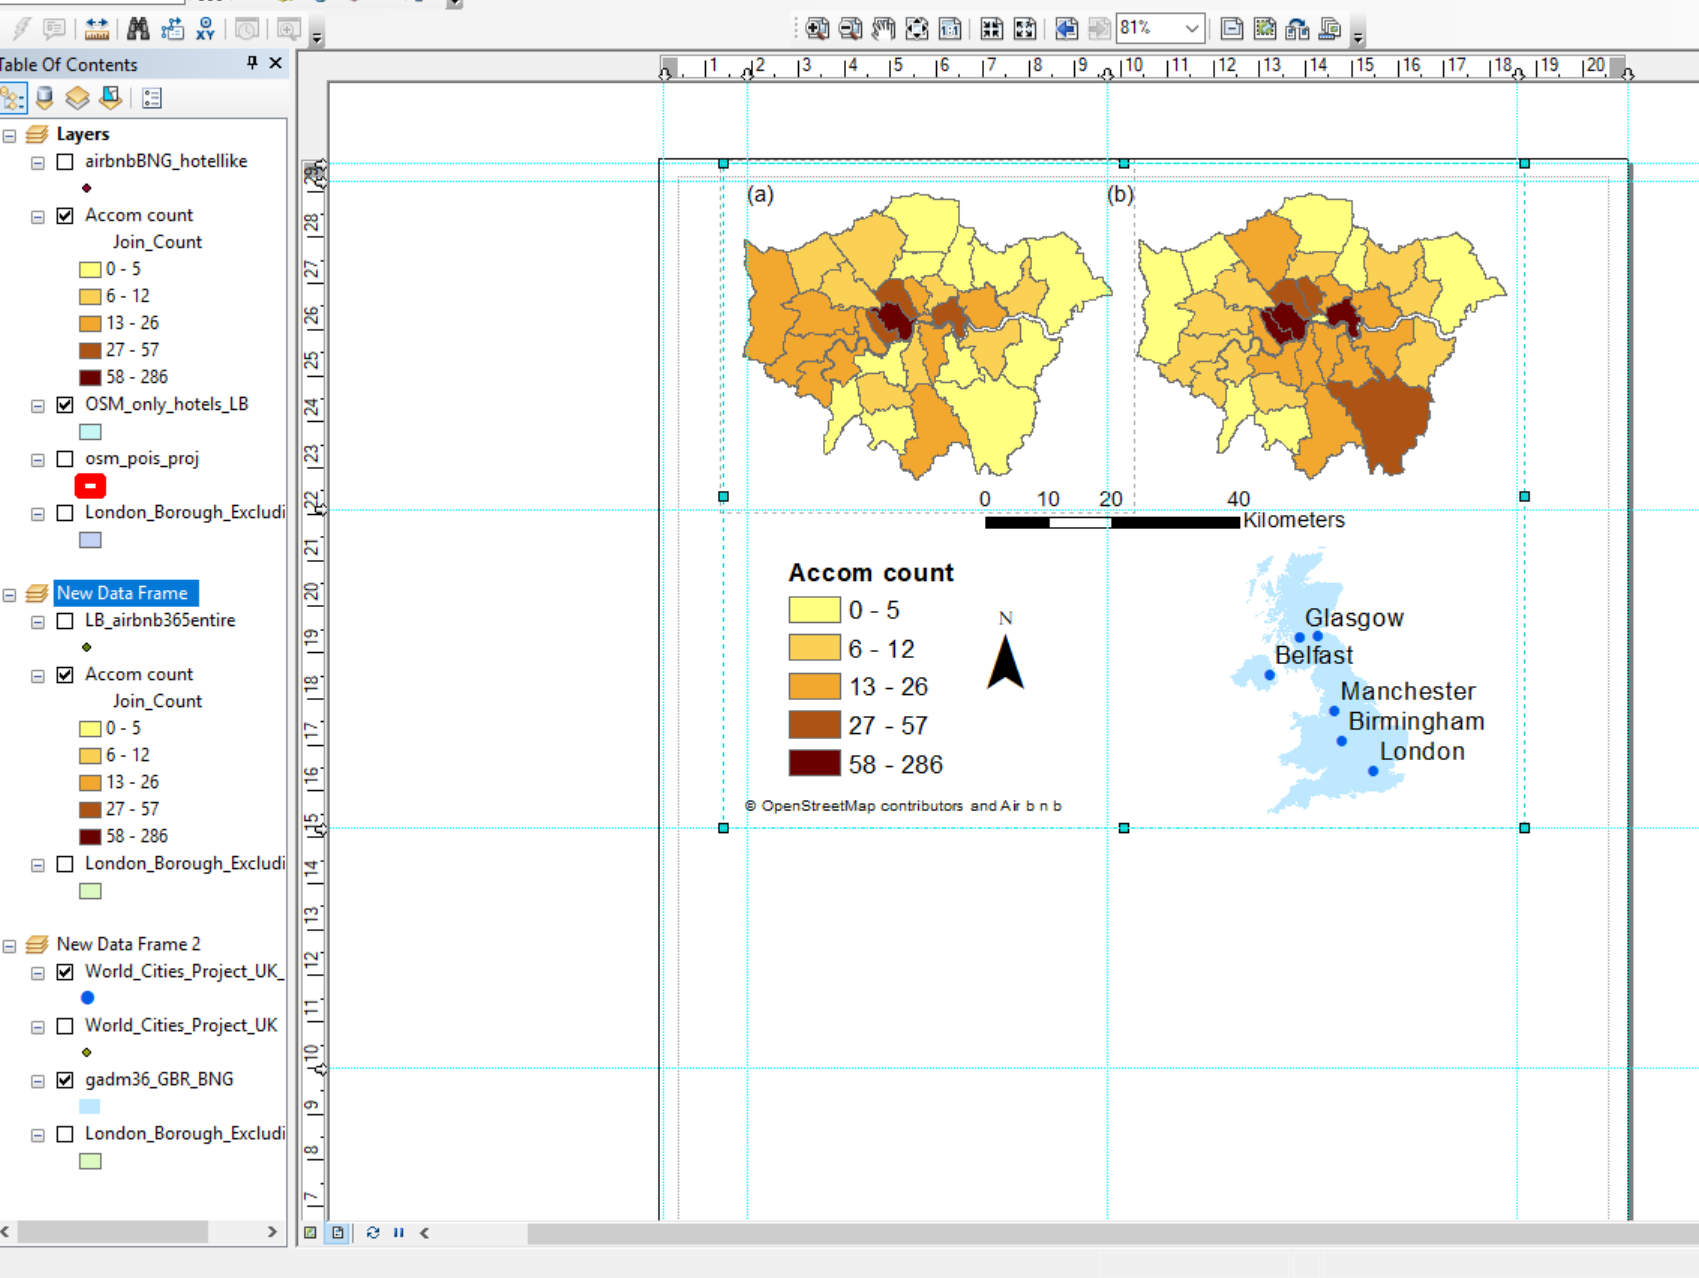 81%
Table Of Contents
1 2 3 4 5 6 7 8 9 10 11 12 13 14 15 16 17 18 19 20
Layers
airbnbBNG_hotellike
Accom count
Join_Count
0 - 5
6 - 12
13 - 26
27 - 57
58 - 286
OSM_only_hotels_LB
osm_pois_proj
London_Borough_Excludi
New Data Frame
LB_airbnb365entire
Accom count
Join_Count
0 - 5
6 - 12
13 - 26
27 - 57
58 - 286
London_Borough_Excludi
New Data Frame 2
World_Cities_Project_UK_
World_Cities_Project_UK
gadm36_GBR_BNG
London_Borough_Excludi
29
28
27
26
25
24
23
22
21
20
19
18
17
16
15
14
13
12
11
10
9
8
7
(a)
(b)
0 10 20 40
Kilometers
Accom count
0 - 5
6 - 12
13 - 26
27 - 57
58 - 286
N
Glasgow
Belfast
Manchester
Birmingham
London
© OpenStreetMap contributors and Air b n b